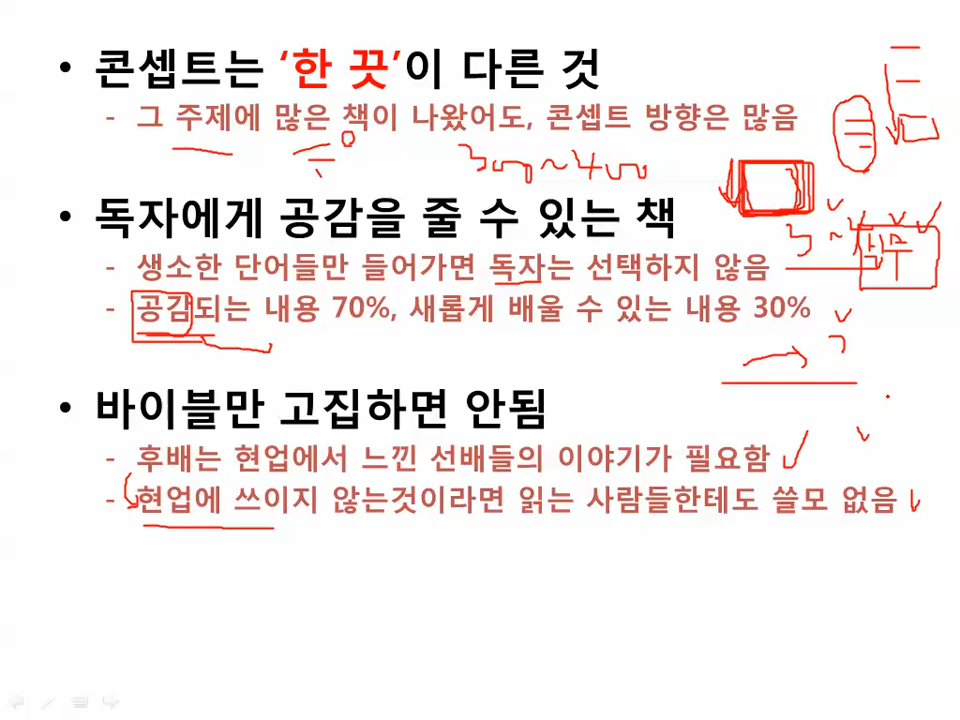 • 콘셉트는 ‘한 끗’이 다른 것
- 그 주제에 많은 책이 나왔어도, 콘셉트 방향은 많음
300~400
• 독자에게 공감을 줄 수 있는 책
3~4
실무
- 생소한 단어들만 들어가면 독자는 선택하지 않음
- 공감되는 내용 70%, 새롭게 배울 수 있는 내용 30%
• 바이블만 고집하면 안됨
- 후배는 현업에서 느낀 선배들의 이야기가 필요함
- 현업에 쓰이지 않는것이라면 읽는 사람들한테도 쓸모 없음